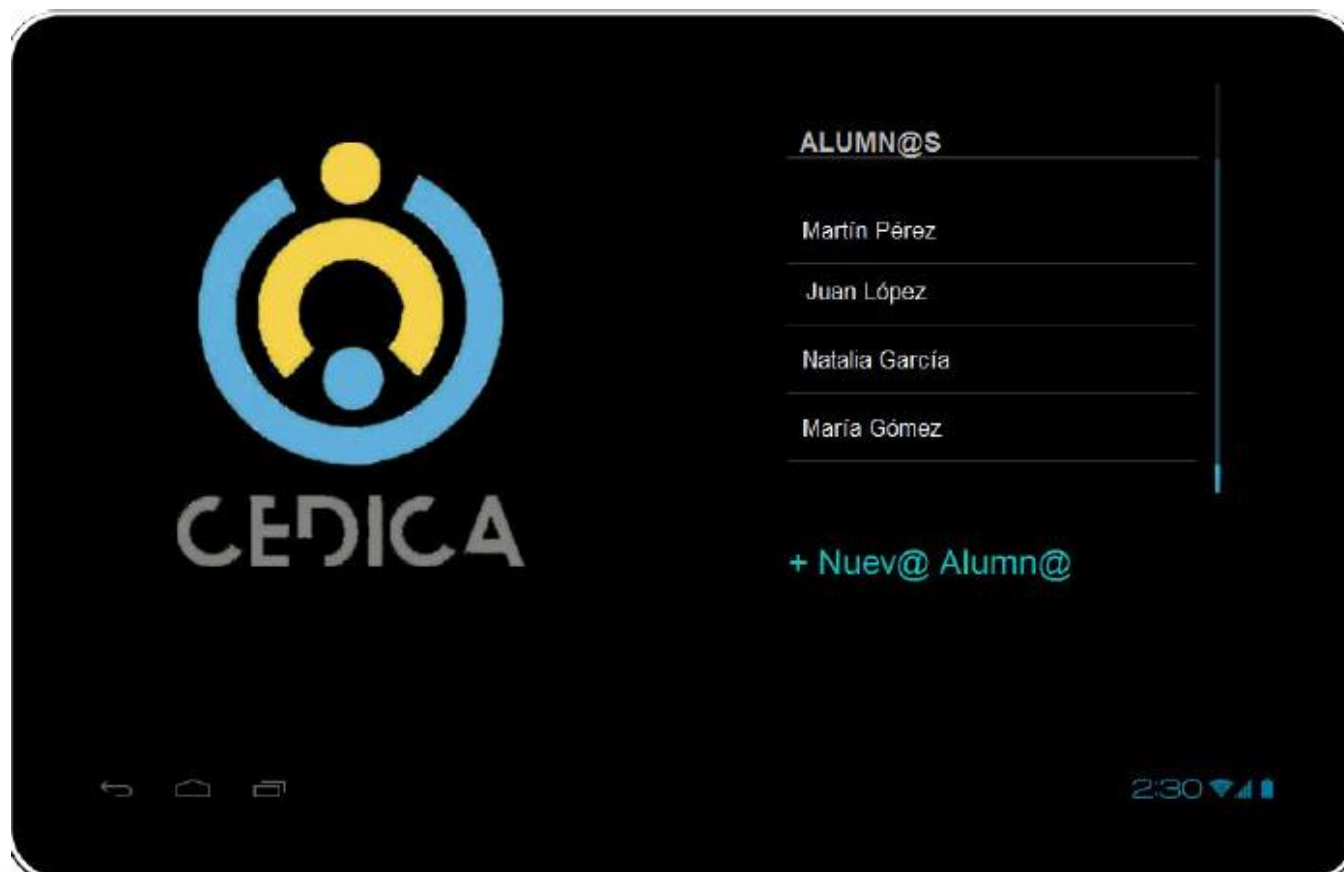 CEDICA
ALUMN@S
Martín Pérez
Juan López
Natalia García
María Gómez
+ Nuev@ Alumn@
2:30